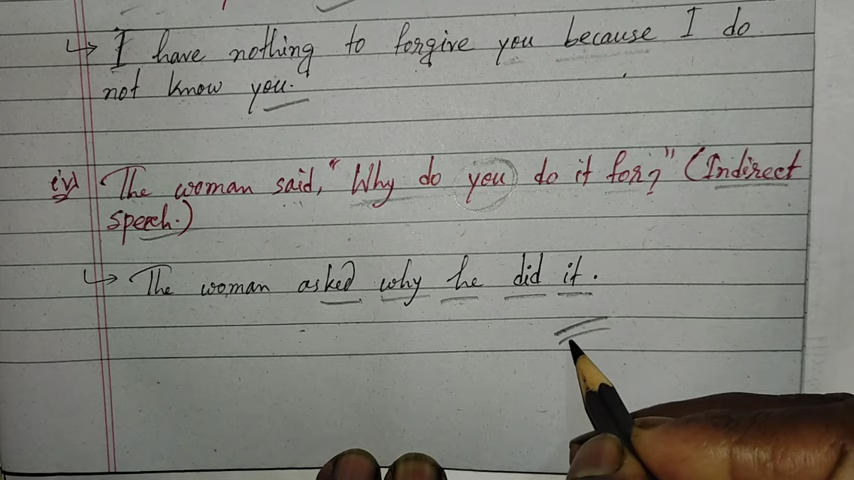 ↳ I have nothing to forgive you because I do
not know you.
iv) The woman said, "Why do you do it for?" (Indirect
speech.)
↳ The woman asked why he did it.